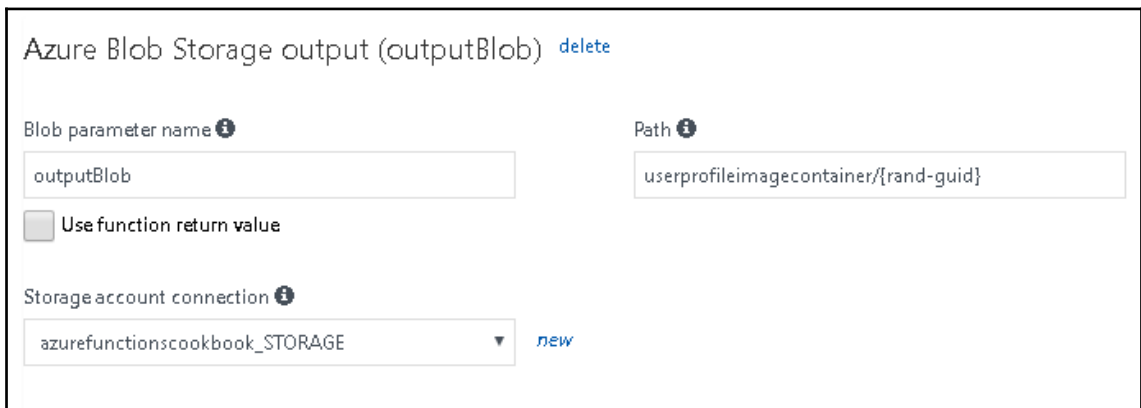 Azure Blob Storage output (outputBlob) delete
Blob parameter name
Path
outputBlob
userprofileimagecontainer/{rand-guid}
Use function return value
Storage account connection
azurefunctionscookbook_STORAGE
new